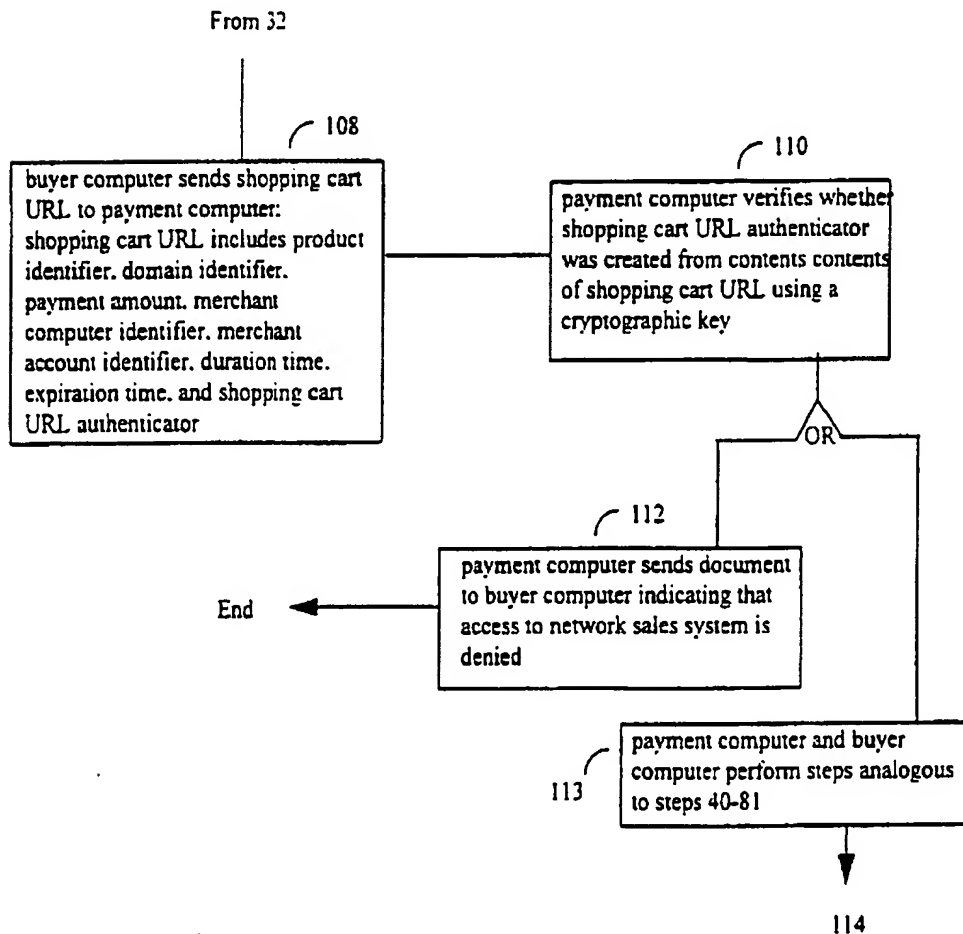 From 32
108
buyer computer sends shopping cart
URL to payment computer:
shopping cart URL includes product
identifier. domain identifier.
payment amount. merchant
computer identifier. merchant
account identifier. duration time.
expiration time. and shopping cart
URL authenticator
110
payment computer verifies whether
shopping cart URL authenticator
was created from contents contents
of shopping cart URL using a
cryptographic key
OR
112
payment computer sends document
to buyer computer indicating that
access to network sales system is
denied
End
113
payment computer and buyer
computer perform steps analogous
to steps 40-81
114